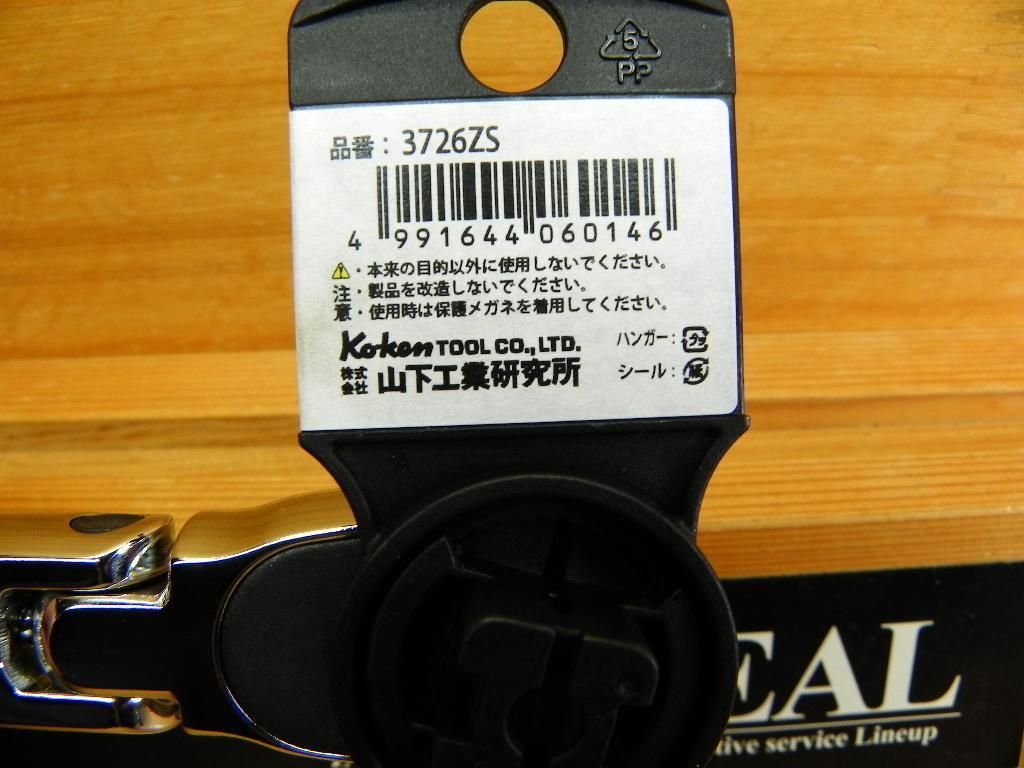 5
PP
品番: 3726ZS
4 991644 060146
⚠・本来の目的以外に使用しないでください。
注・製品を改造しないでください。
意・使用時は保護メガネを着用してください。
Koken TOOL CO., LTD.
ハンガー: プラ
株式会社 山下工業研究所
シール: 紙
EAL
tive service Lineup